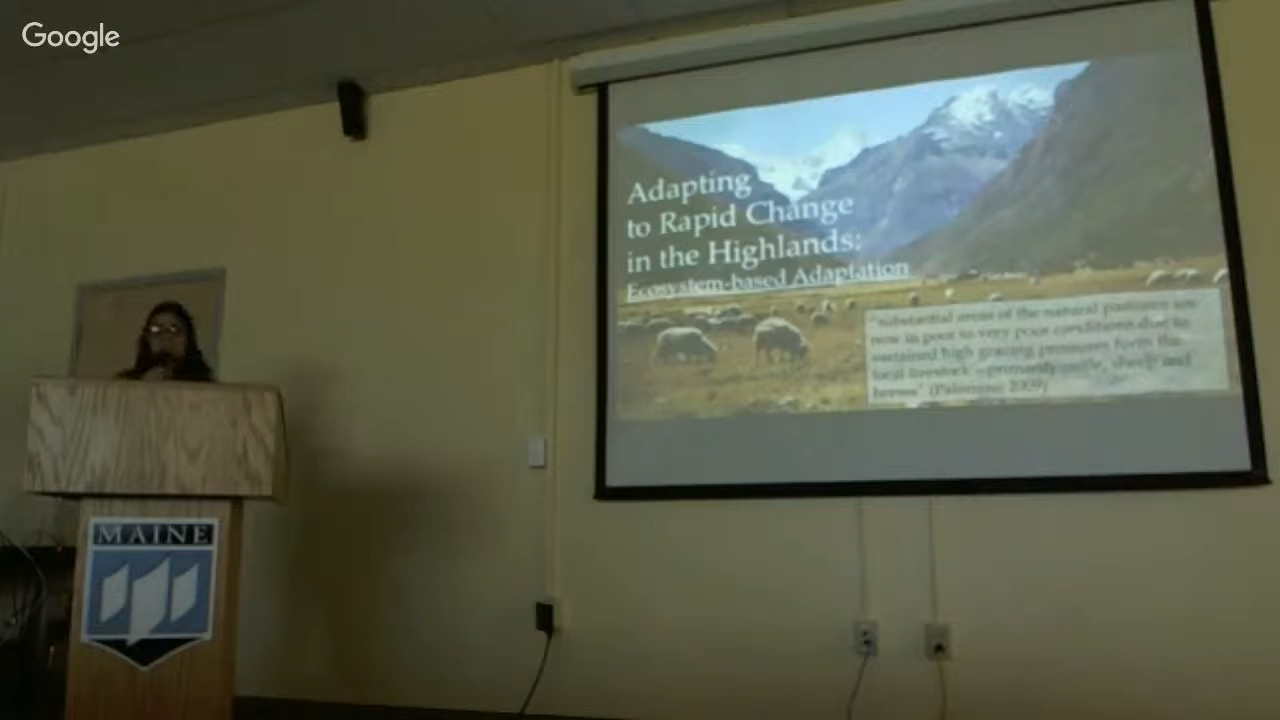 Google
Adapting
to Rapid Change
in the Highlands:
Ecosystem-based Adaptation
"Substantial areas of the natural pastures are
now in poor to very poor conditions due to
sustained high grazing pressures form the
local livestock –primarily cattle, sheep and
horses" (Palomino 2009)
MAINE